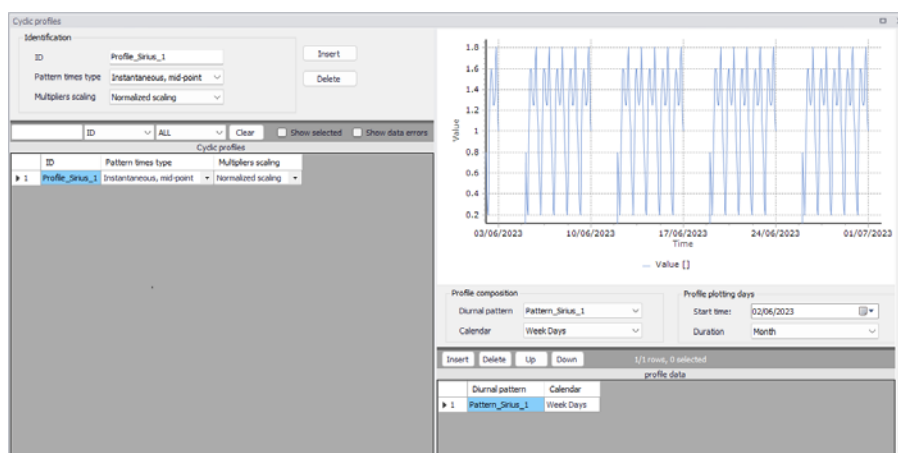 Cyclic profiles
Identification
ID Profile_Sirius_1
Pattern times type Instantaneous, mid-point
Multipliers scaling Normalized scaling
Insert
Delete
ID ALL Clear Show selected Show data errors
Cyclic profiles
ID Pattern times type Multipliers scaling
1 Profile_Sirius_1 Instantaneous, mid-point Normalized scaling
1.8
1.6
1.4
1.2
1
0.8
0.6
0.4
0.2
Value
03/06/2023 10/06/2023 17/06/2023 24/06/2023 01/07/2023
Time
Value []
Profile composition
Diurnal pattern Pattern_Sirius_1
Calendar Week Days
Profile plotting days
Start time: 02/06/2023
Duration Month
Insert Delete Up Down 1/1 rows, 0 selected
profile data
Diurnal pattern Calendar
1 Pattern_Sirius_1 Week Days